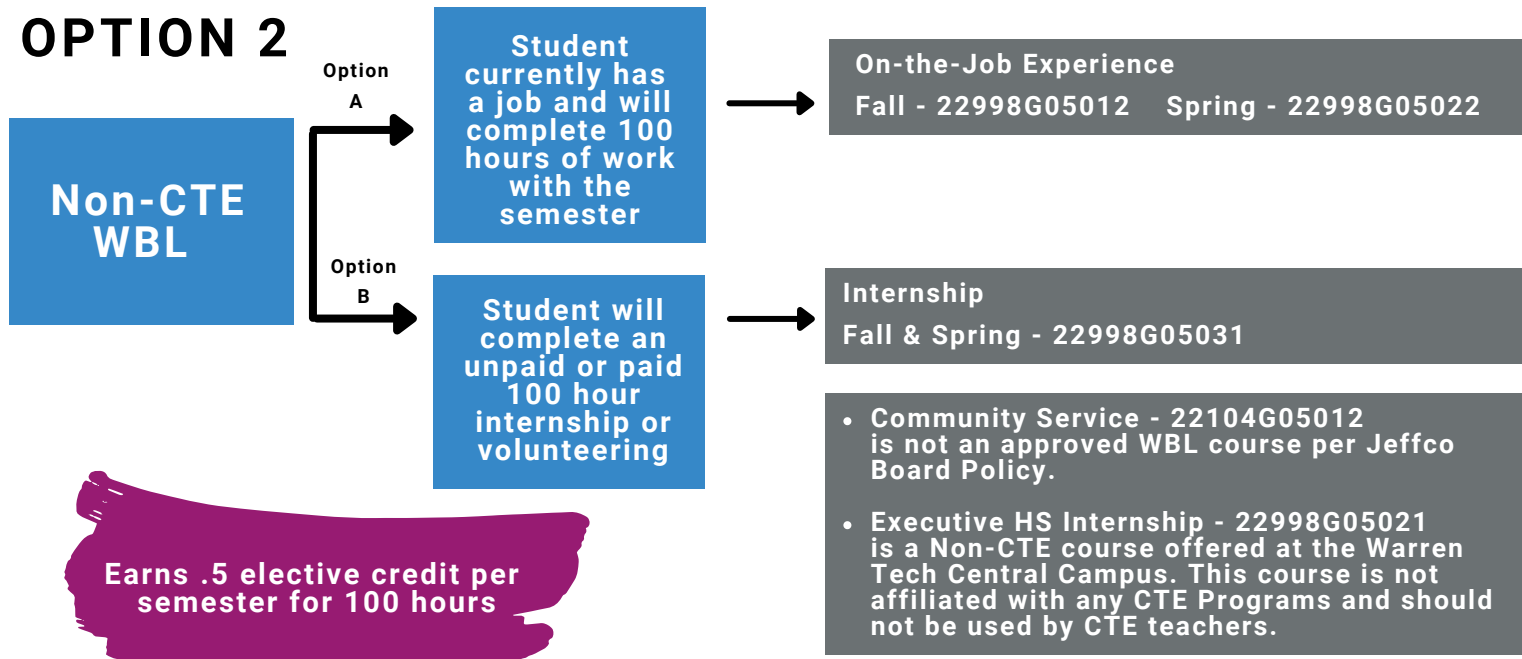 OPTION 2
Non-CTE
WBL
Option
A
Student
currently has
a job and will
complete 100
hours of work
with the
semester
On-the-Job Experience
Fall - 22998G05012 Spring - 22998G05022
Option
B
Student will
complete an
unpaid or paid
100 hour
internship or
volunteering
Internship
Fall & Spring - 22998G05031
• Community Service - 22104G05012
is not an approved WBL course per Jeffco
Board Policy.
• Executive HS Internship - 22998G05021
is a Non-CTE course offered at the Warren
Tech Central Campus. This course is not
affiliated with any CTE Programs and should
not be used by CTE teachers.
Earns .5 elective credit per
semester for 100 hours